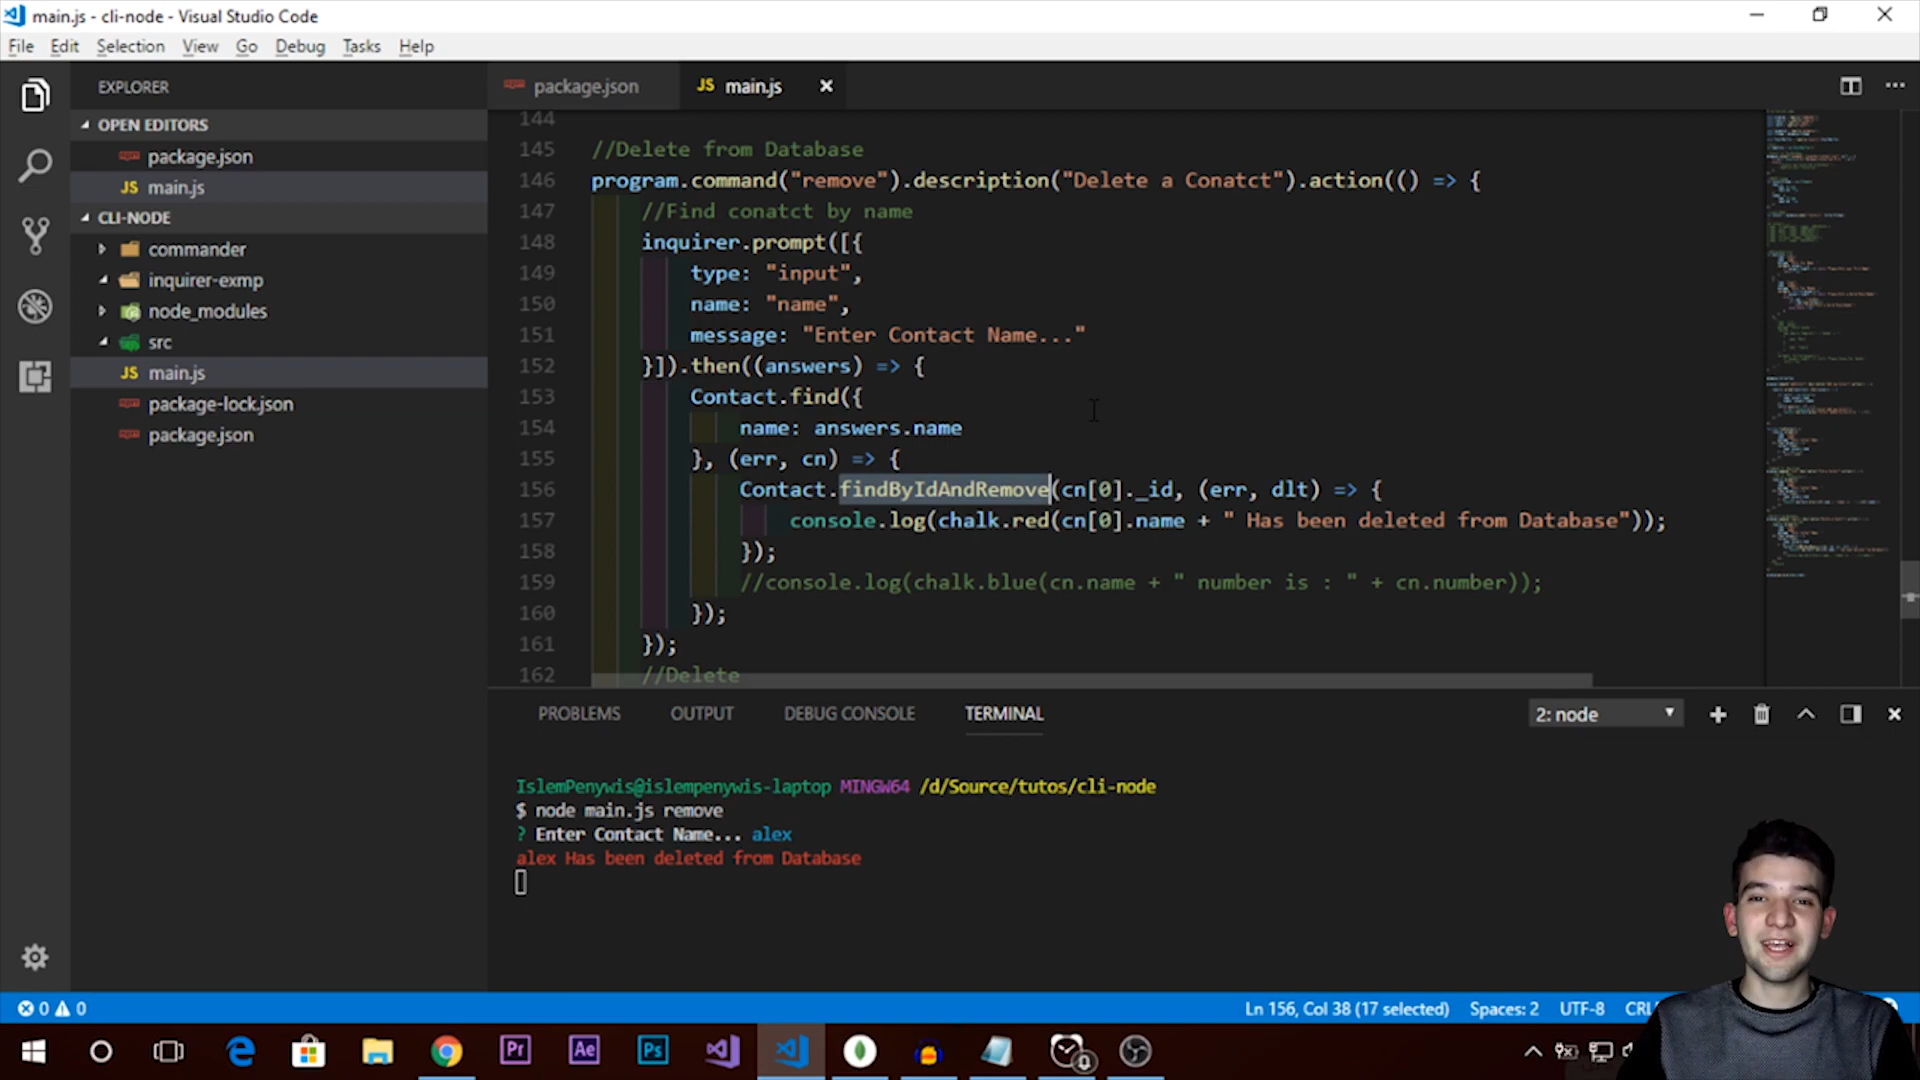 main.js - cli-node - Visual Studio Code
File Edit Selection View Go Debug Tasks Help
EXPLORER
OPEN EDITORS
package.json
JS main.js
CLI-NODE
commander
inquirer-exmp
node_modules
src
JS main.js
package-lock.json
package.json
package.json
JS main.js
144
145 //Delete from Database
146 program.command("remove").description("Delete a Conatct").action(() => {
147 //Find conatct by name
148 inquirer.prompt([{
149 type: "input",
150 name: "name",
151 message: "Enter Contact Name..."
152 }]).then((answers) => {
153 Contact.find({
154 name: answers.name
155 }, (err, cn) => {
156 Contact.findByIdAndRemove(cn[0]._id, (err, dlt) => {
157 console.log(chalk.red(cn[0].name + " Has been deleted from Database"));
158 });
159 //console.log(chalk.blue(cn.name + " number is : " + cn.number));
160 });
161 });
162 //Delete
PROBLEMS OUTPUT DEBUG CONSOLE TERMINAL 2: node
IslemPenywis@islempenywis-laptop MINGW64 /d/Source/tutos/cli-node
$ node main.js remove
? Enter Contact Name... alex
alex Has been deleted from Database
0 0 Ln 156, Col 38 (17 selected) Spaces: 2 UTF-8
Pr Ae Ps